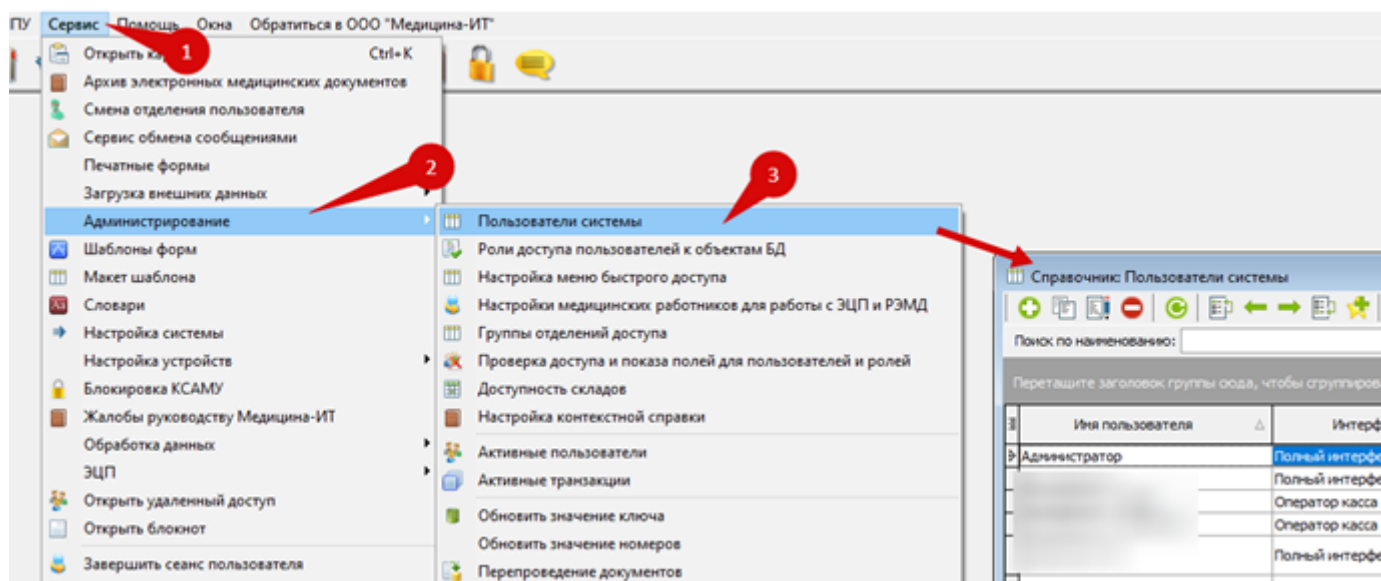 ПУ Сервис Помощь Окна Обратиться в ООО "Медицина-ИТ"
1
Открыть Ctrl+K
Архив электронных медицинских документов
Смена отделения пользователя
Сервис обмена сообщениями
Печатные формы
2
Загрузка внешних данных
Администрирование
Шаблоны форм
Макет шаблона
Словари
Настройка системы
Настройка устройств
Блокировка КСАМУ
Жалобы руководству Медицина-ИТ
Обработка данных
ЭЦП
Открыть удаленный доступ
Открыть блокнот
Завершить сеанс пользователя
3
Пользователи системы
Роли доступа пользователей к объектам БД
Настройка меню быстрого доступа
Настройки медицинских работников для работы с ЭЦП и РЭМД
Группы отделений доступа
Проверка доступа и показа полей для пользователей и ролей
Доступность складов
Настройка контекстной справки
Активные пользователи
Активные транзакции
Обновить значение ключа
Обновить значение номеров
Перепроведение документов
Справочник: Пользователи системы
Поиск по наименованию:
Перетащите заголовок группы сюда, чтобы сгруппиров
Имя пользователя Интерф
Администратор Полный интерфе
Полный интерфе
Оператор касса
Оператор касса
Полный интерфе